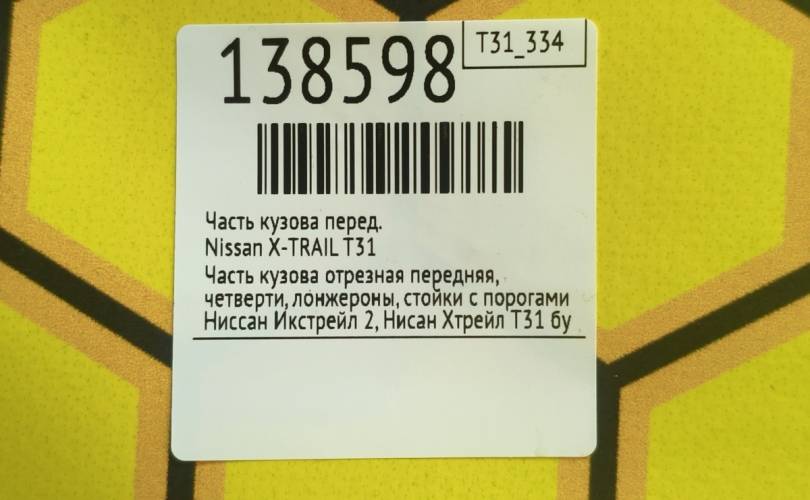 138598
T31_334
Часть кузова перед.
Nissan X-TRAIL T31
Часть кузова отрезная передняя,
четверти, лонжероны, стойки с порогами
Ниссан Икстрейл 2, Нисан Хтрейл Т31 бу